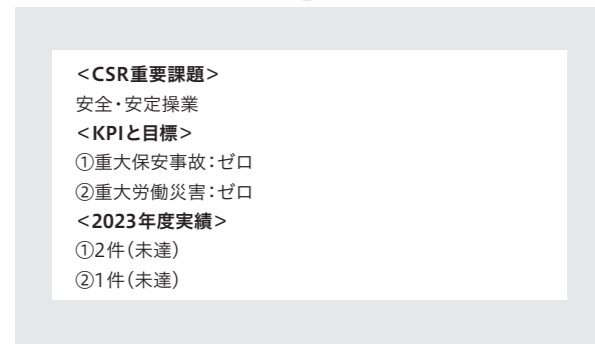 ＜CSR重要課題＞
安全・安定操業
＜KPIと目標＞
①重大保安事故：ゼロ
②重大労働災害：ゼロ
＜2023年度実績＞
①2件（未達）
②1件（未達）